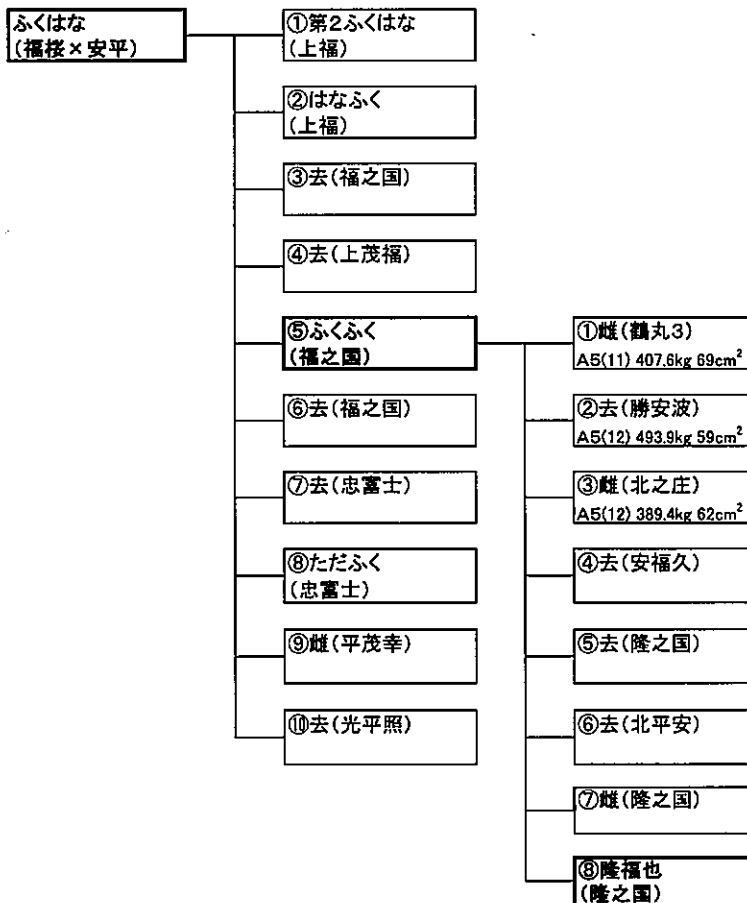 ふくはな
(福桜×安平)
①第2ふくはな
(上福)
②はなふく
(上福)
③去(福之国)
④去(上茂福)
⑤ふくふく
(福之国)
⑥去(福之国)
⑦去(忠富士)
⑧ただふく
(忠富士)
⑨雌(平茂幸)
⑩去(光平照)
①雌(鶴丸3)
A5(11) 407.6kg 69cm²
②去(勝安波)
A5(12) 493.9kg 59cm²
③雌(北之庄)
A5(12) 389.4kg 62cm²
④去(安福久)
⑤去(隆之国)
⑥去(北平安)
⑦雌(隆之国)
⑧隆福也
(隆之国)